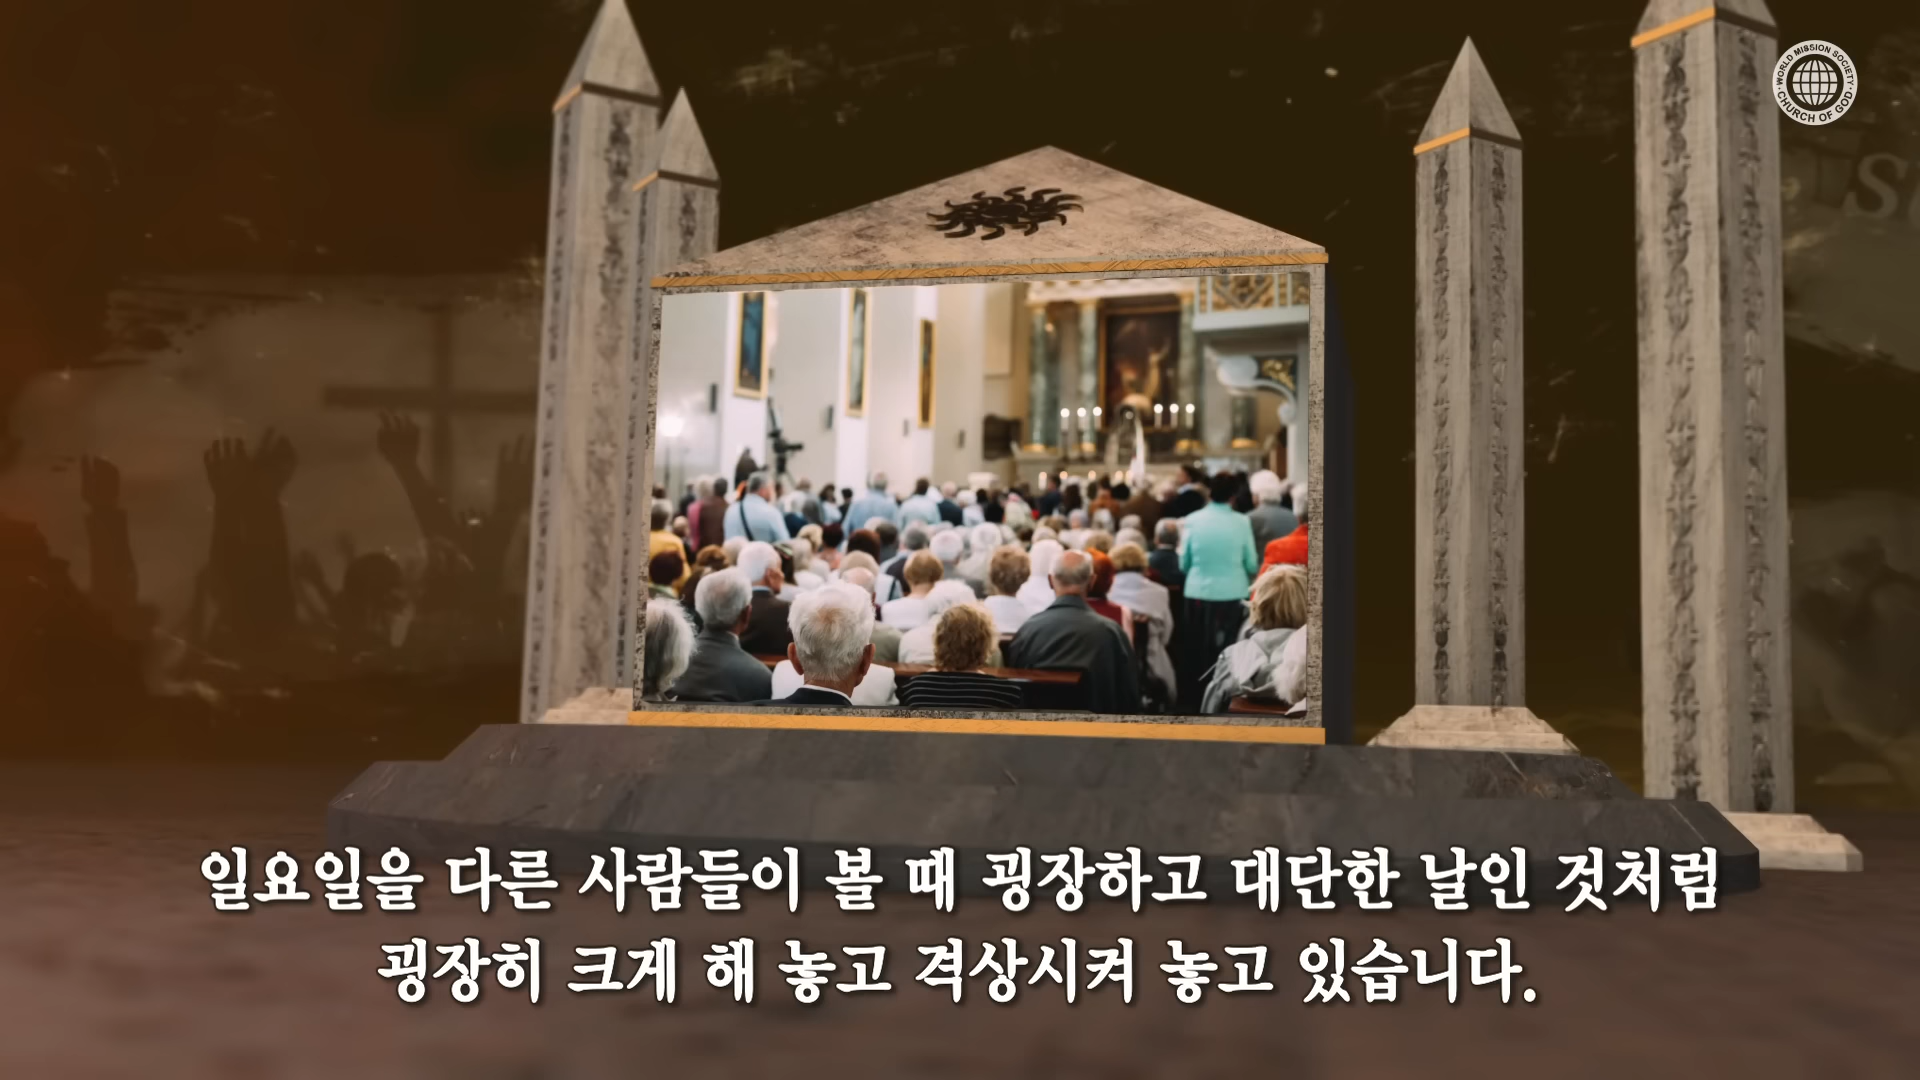 WORLD MISSION SOCIETY
CHURCH OF GOD
일요일을 다른 사람들이 볼 때 굉장하고 대단한 날인 것처럼
굉장히 크게 해 놓고 격상시켜 놓고 있습니다.